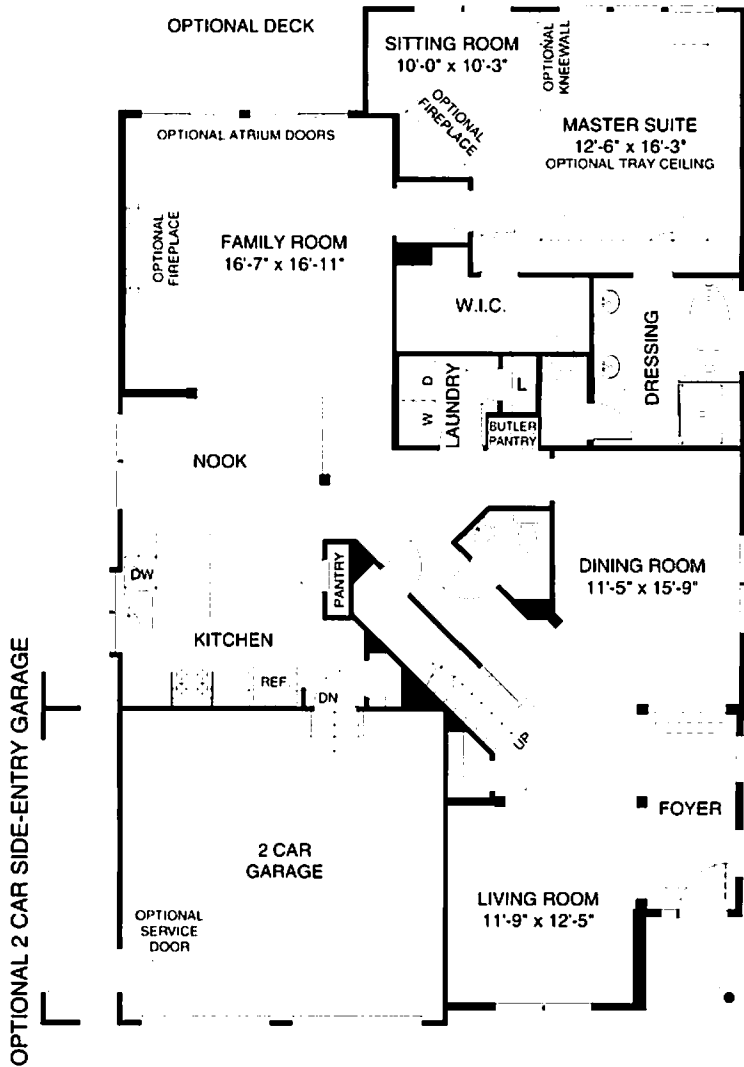 OPTIONAL DECK
SITTING ROOM
10'-0" x 10'-3"
OPTIONAL
KNEEWALL
OPTIONAL
FIREPLACE
MASTER SUITE
12'-6" x 16'-3"
OPTIONAL TRAY CEILING
OPTIONAL ATRIUM DOORS
OPTIONAL
FIREPLACE
FAMILY ROOM
16'-7" x 16'-11"
W.I.C.
DRESSING
W D
LAUNDRY
L
BUTLER
PANTRY
NOOK
DW
PANTRY
DINING ROOM
11'-5" x 15'-9"
KITCHEN
REF
DN
UP
OPTIONAL 2 CAR SIDE-ENTRY GARAGE
FOYER
2 CAR
GARAGE
LIVING ROOM
11'-9" x 12'-5"
OPTIONAL
SERVICE
DOOR